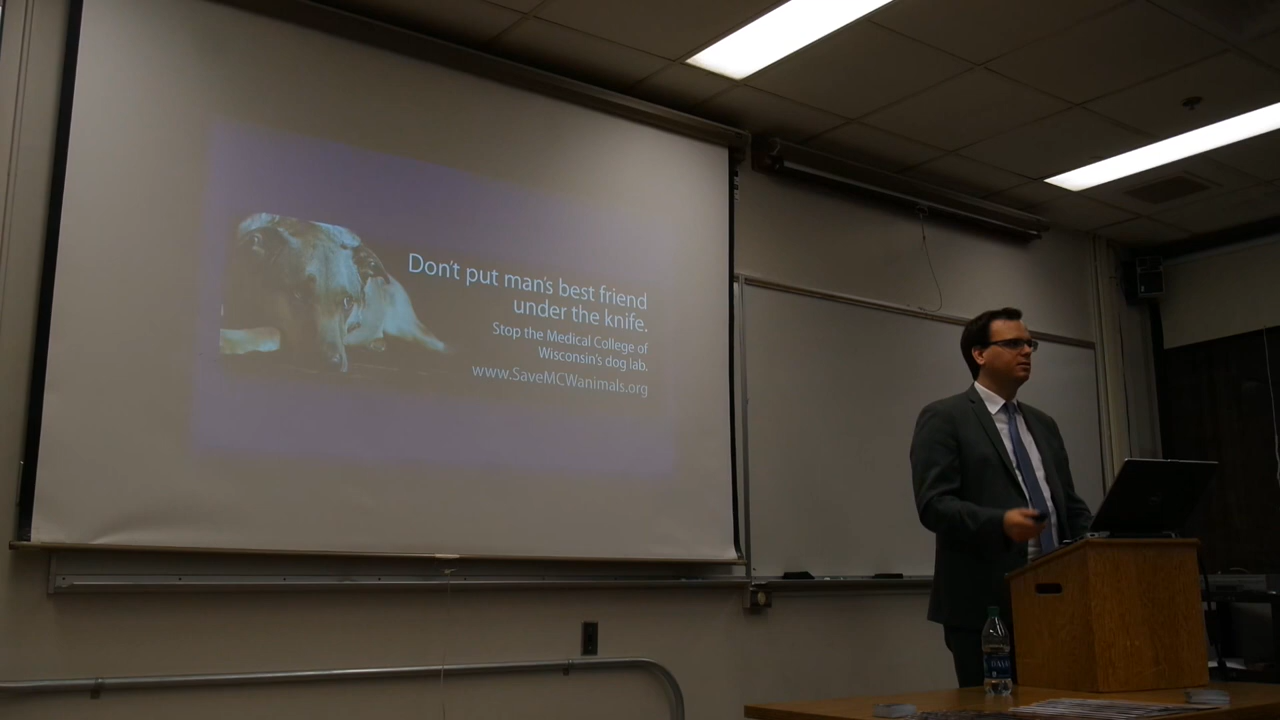 Don't put man's best friend
under the knife.
Stop the Medical College of
Wisconsin's dog lab.
www.SaveMCWanimals.org